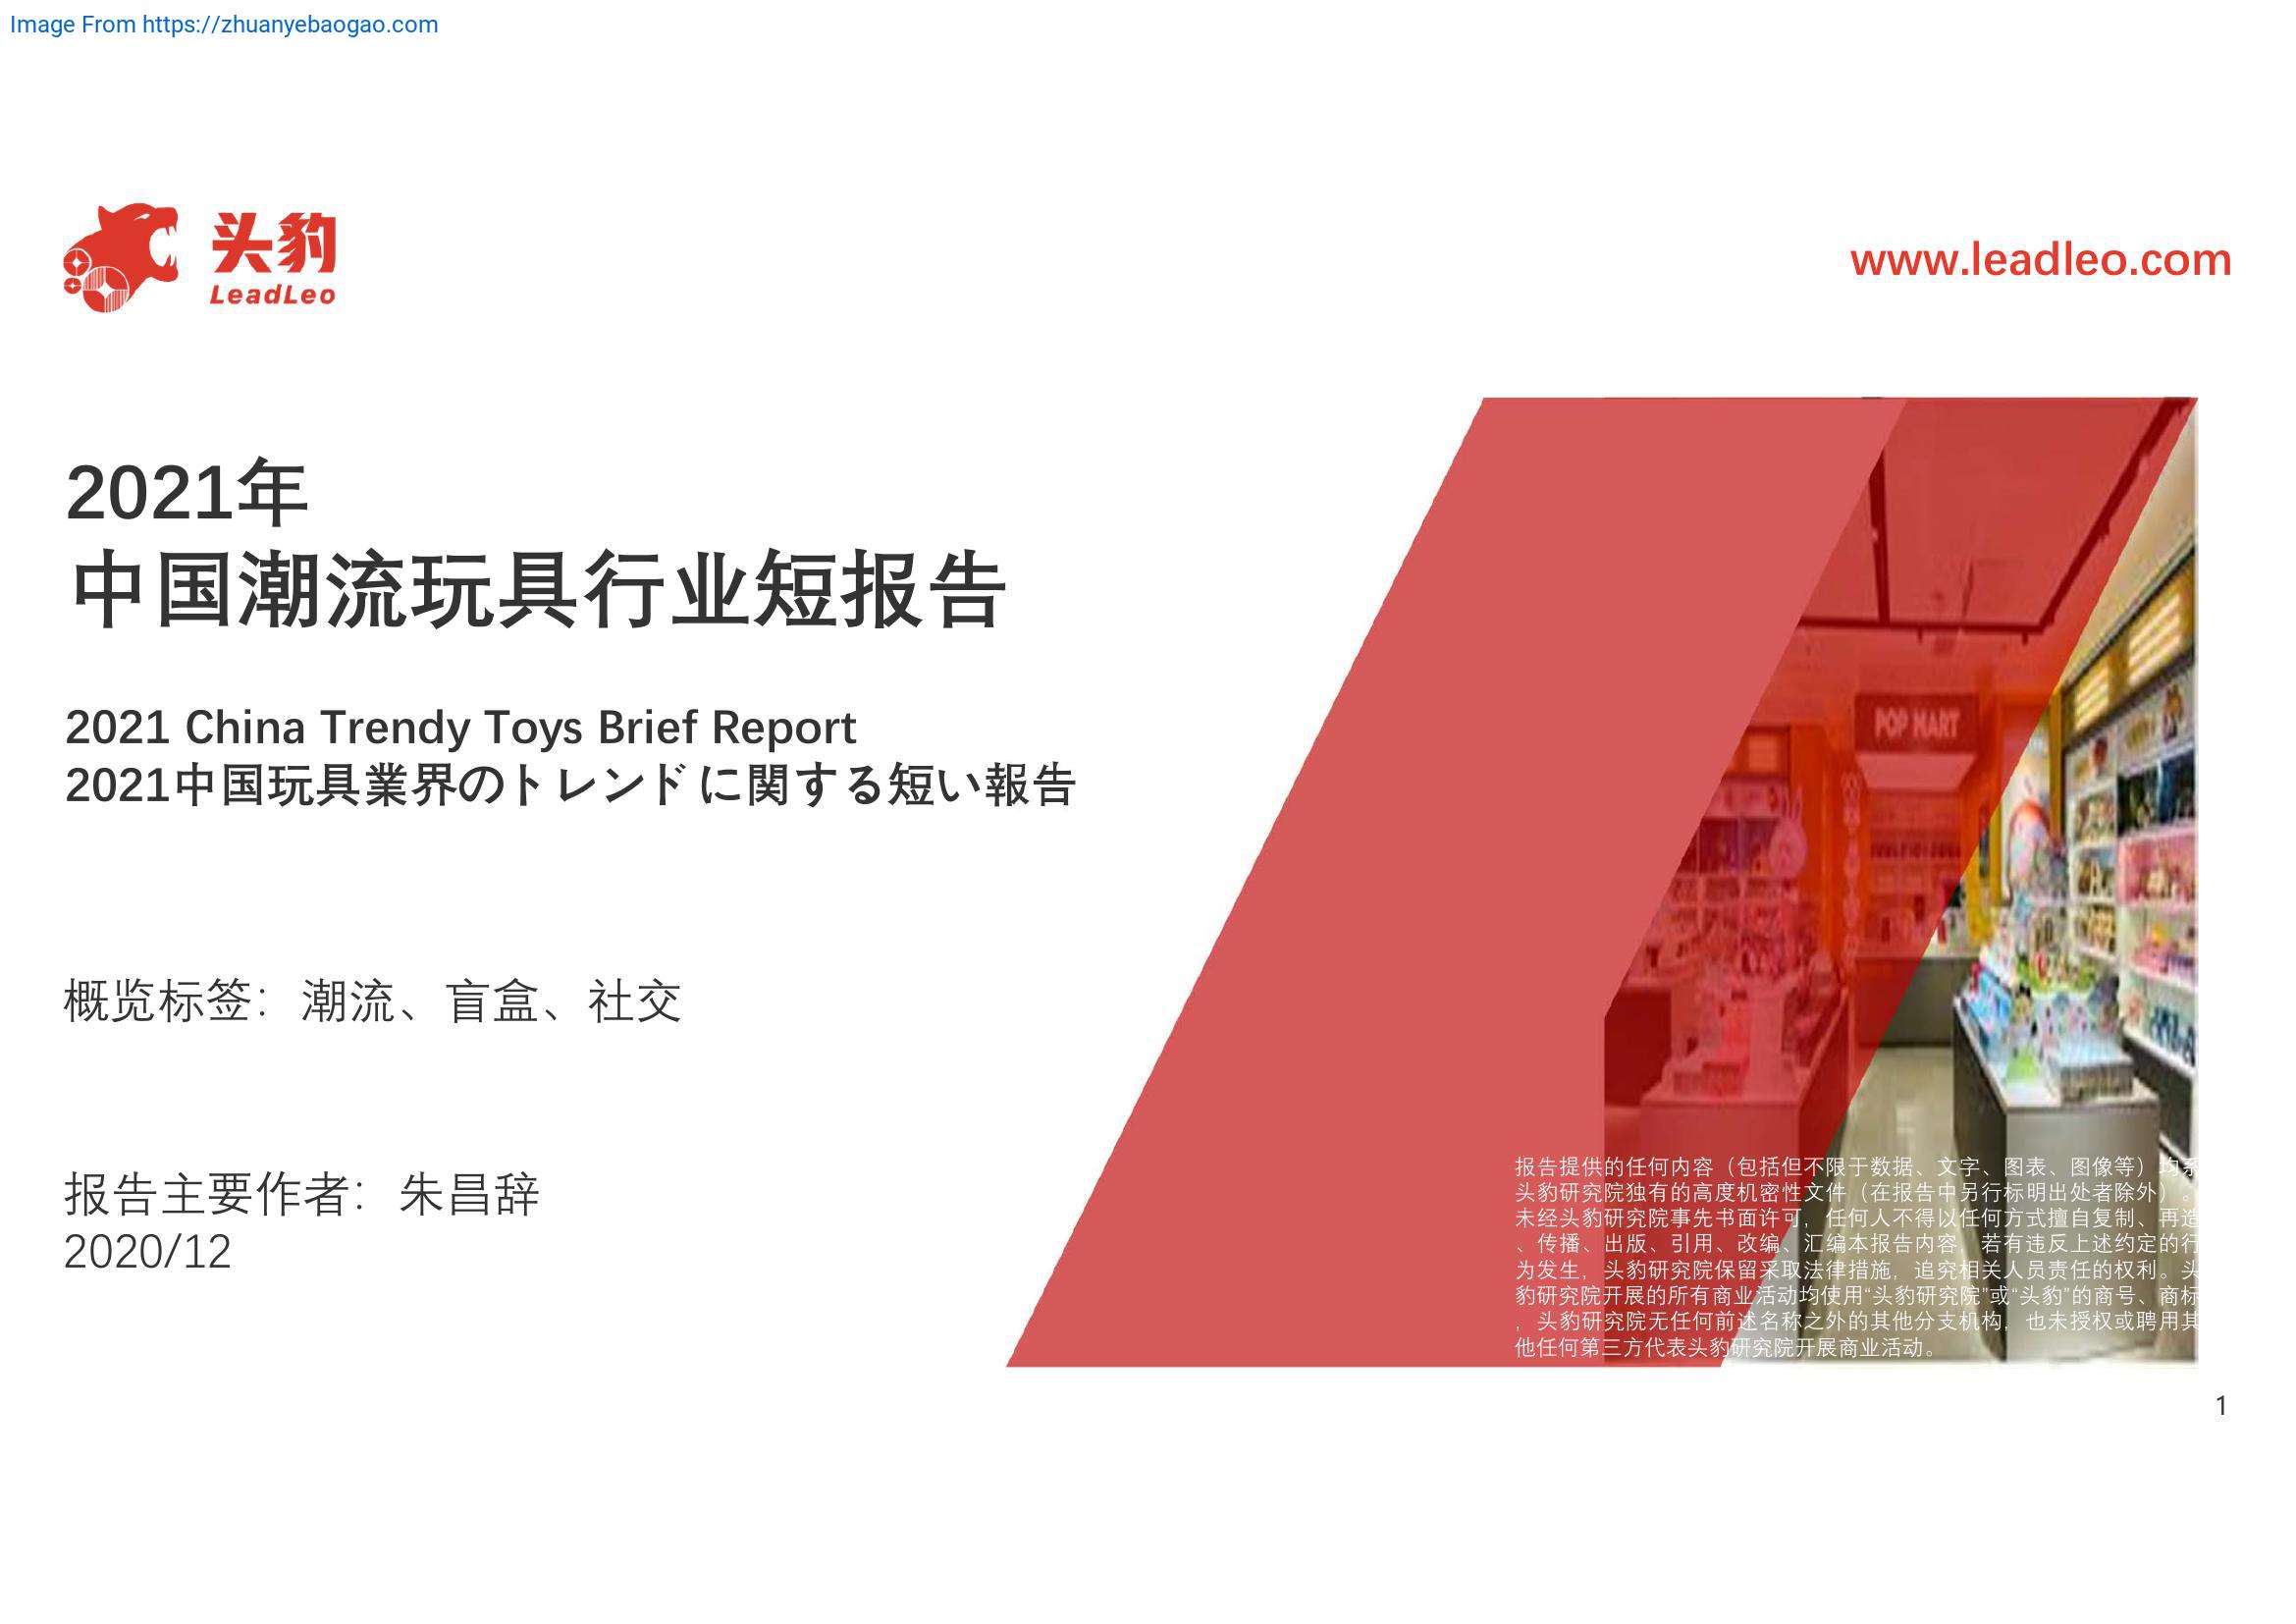 Image From https://zhuanyebaogao.com
头豹
LeadLeo
www.leadleo.com
2021年
中国潮流玩具行业短报告
2021 China Trendy Toys Brief Report
2021中国玩具業界のトレンドに関する短い報告
POP MART
概览标签：潮流、盲盒、社交
报告主要作者：朱昌辞
2020/12
报告提供的任何内容（包括但不限于数据、文字、图表、图像等）均系
头豹研究院独有的高度机密性文件（在报告中另行标明出处者除外）。
未经头豹研究院事先书面许可，任何人不得以任何方式擅自复制、再造
、传播、出版、引用、改编、汇编本报告内容，若有违反上述约定的行
为发生，头豹研究院保留采取法律措施，追究相关人员责任的权利。头
豹研究院开展的所有商业活动均使用“头豹研究院”或“头豹”的商号、商标
，头豹研究院无任何前述名称之外的其他分支机构，也未授权或聘用其
他任何第三方代表头豹研究院开展商业活动。
1